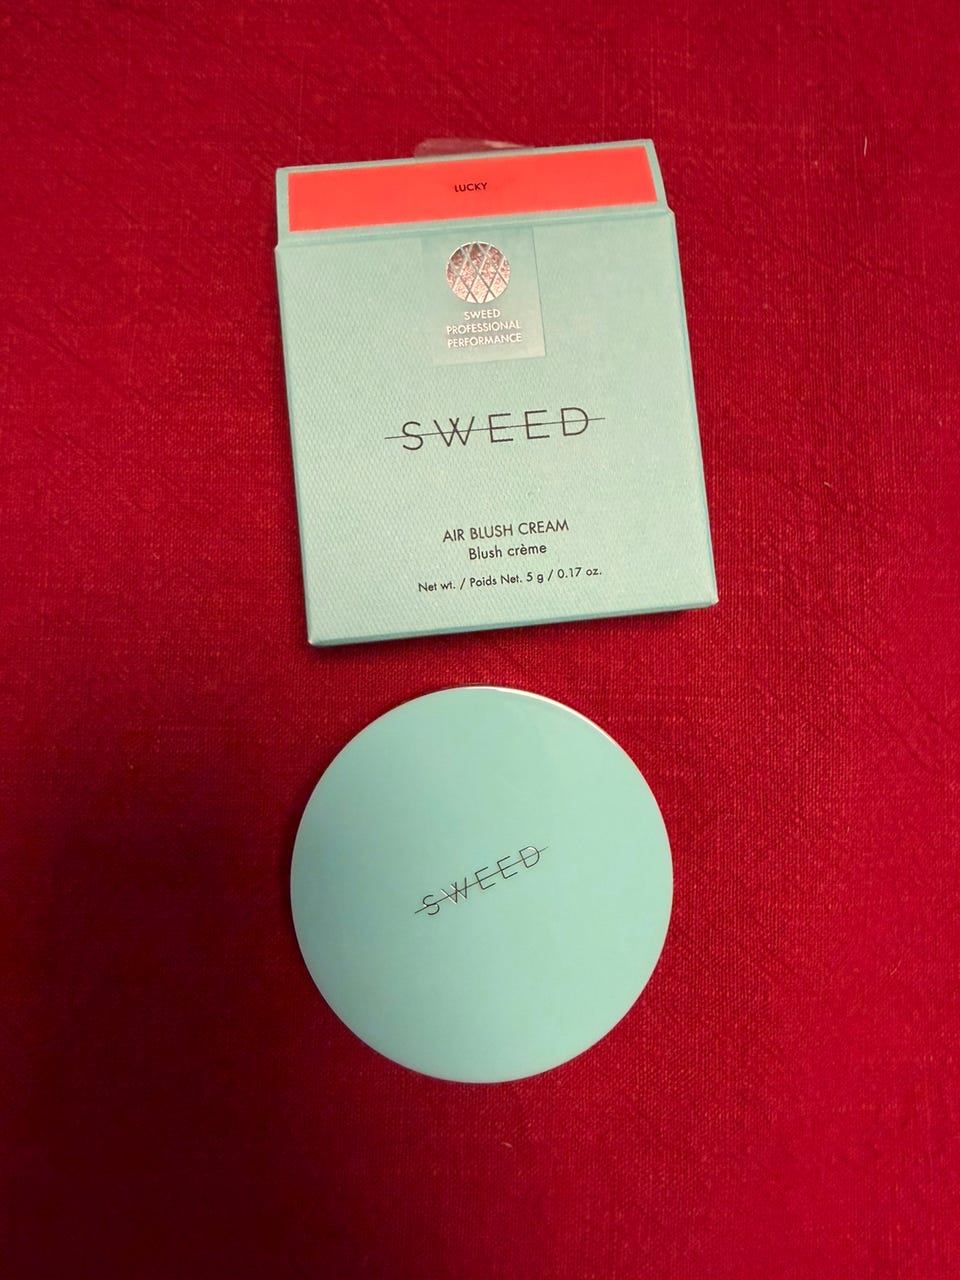 LUCKY
SWEED
PROFESSIONAL
PERFORMANCE
SWEED
AIR BLUSH CREAM
Blush crème
Net wt. / Poids Net. 5 g / 0.17 oz.
SWEED